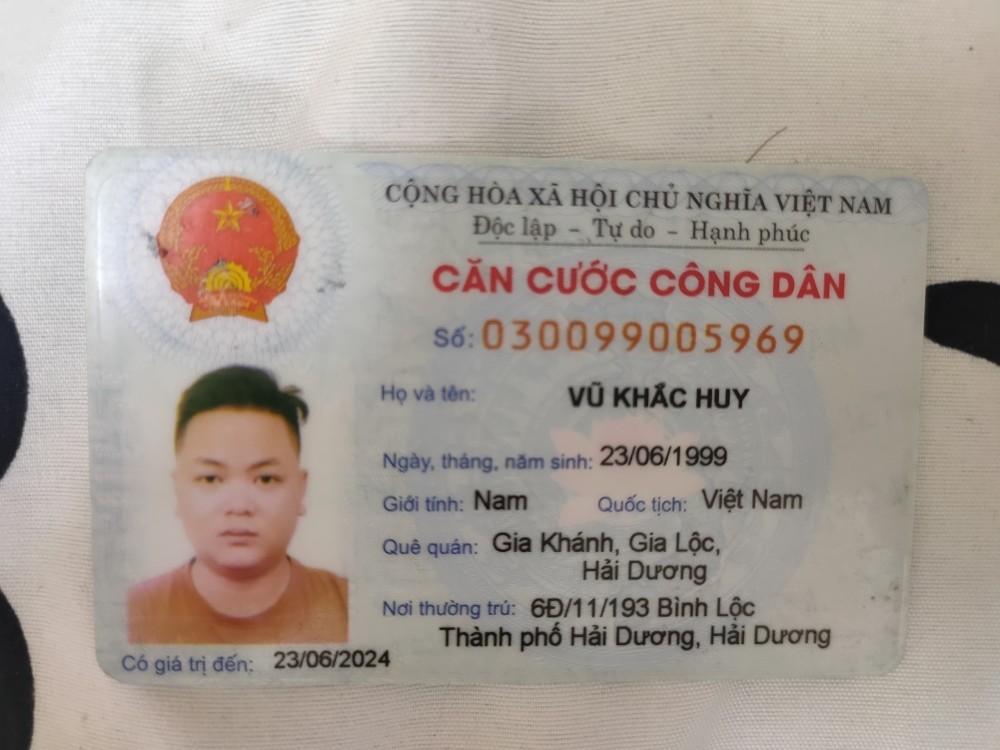 CỘNG HÒA XÃ HỘI CHỦ NGHĨA VIỆT NAM
Độc lập - Tự do - Hạnh phúc
CĂN CƯỚC CÔNG DÂN
Số: 030099005969
Họ và tên: VŨ KHẮC HUY
Ngày, tháng, năm sinh: 23/06/1999
Giới tính: Nam Quốc tịch: Việt Nam
Quê quán: Gia Khánh, Gia Lộc,
Hải Dương
Nơi thường trú: 6Đ/11/193 Bình Lộc
Thành phố Hải Dương, Hải Dương
Có giá trị đến: 23/06/2024